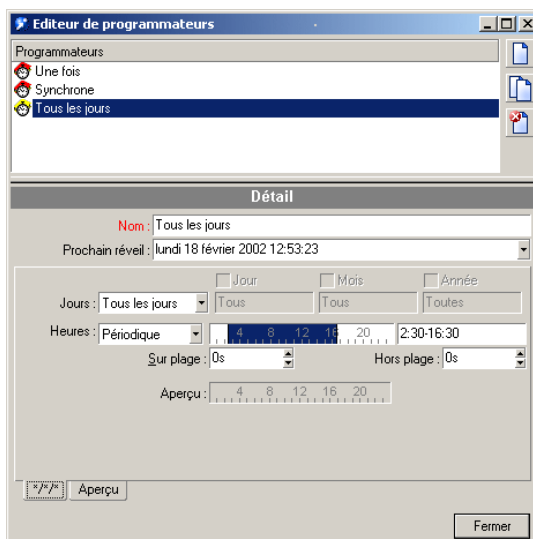 Editeur de programmateurs
Programmateurs
Une fois
Synchrone
Tous les jours
Détail
Nom : Tous les jours
Prochain réveil : lundi 18 février 2002 12:53:23
Jour Mois Année
Jours : Tous les jours Tous Tous Toutes
Heures : Périodique 4 8 12 16 20 2:30-16:30
Sur plage : 0s Hors plage : 0s
Aperçu : 4 8 12 16 20
*/*/* Aperçu
Fermer